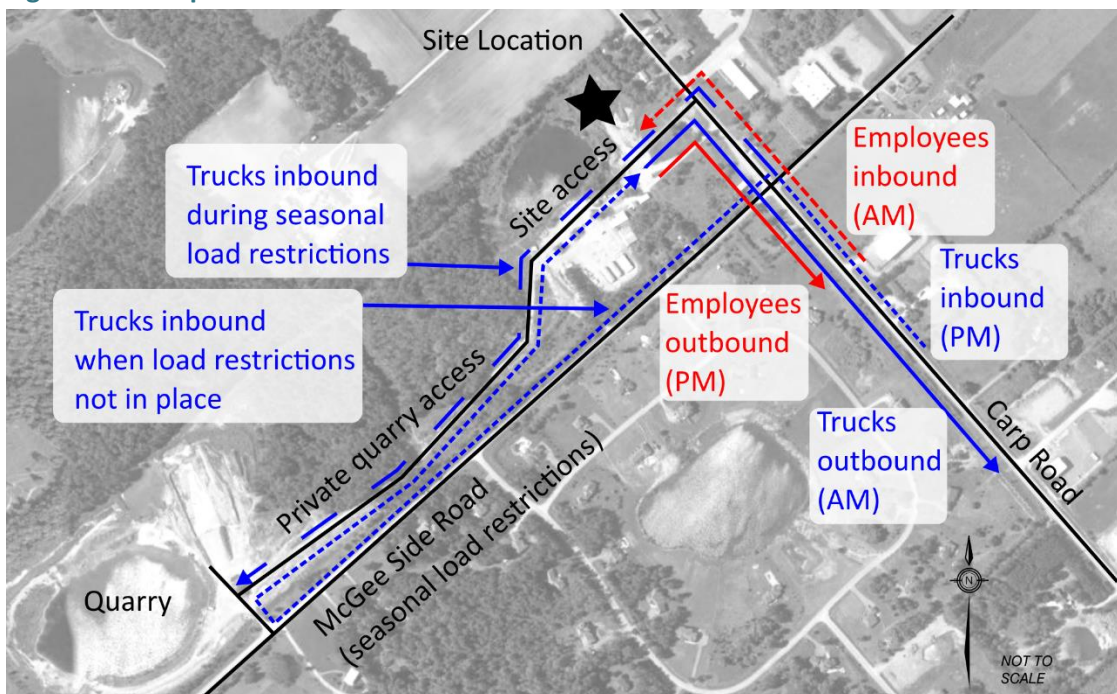 Site Location
Trucks inbound
during seasonal
load restrictions
Site access
Employees
inbound
(AM)
Trucks inbound
when load restrictions
not in place
Employees
outbound
(PM)
Trucks
inbound
(PM)
Private quarry access
McGee Side Road
(seasonal load restrictions)
Trucks
outbound
(AM)
Carp Road
Quarry
N
NOT TO
SCALE